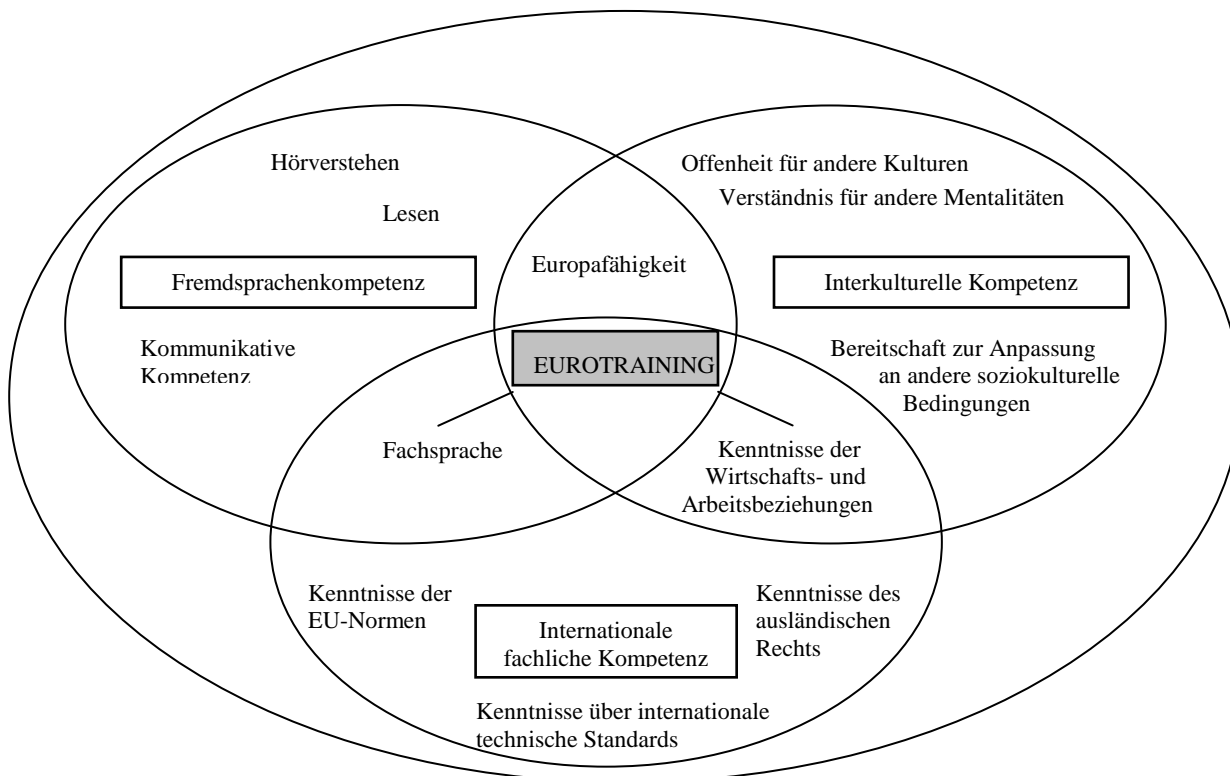 Hörverstehen
Lesen
Offenheit für andere Kulturen
Verständnis für andere Mentalitäten
Fremdsprachenkompetenz
Europafähigkeit
Interkulturelle Kompetenz
Kommunikative
Kompetenz
EUROTRAINING
Bereitschaft zur Anpassung
an andere soziokulturelle
Bedingungen
Fachsprache
Kenntnisse der
Wirtschafts- und
Arbeitsbeziehungen
Kenntnisse der
EU-Normen
Internationale
fachliche Kompetenz
Kenntnisse des
ausländischen
Rechts
Kenntnisse über internationale
technische Standards